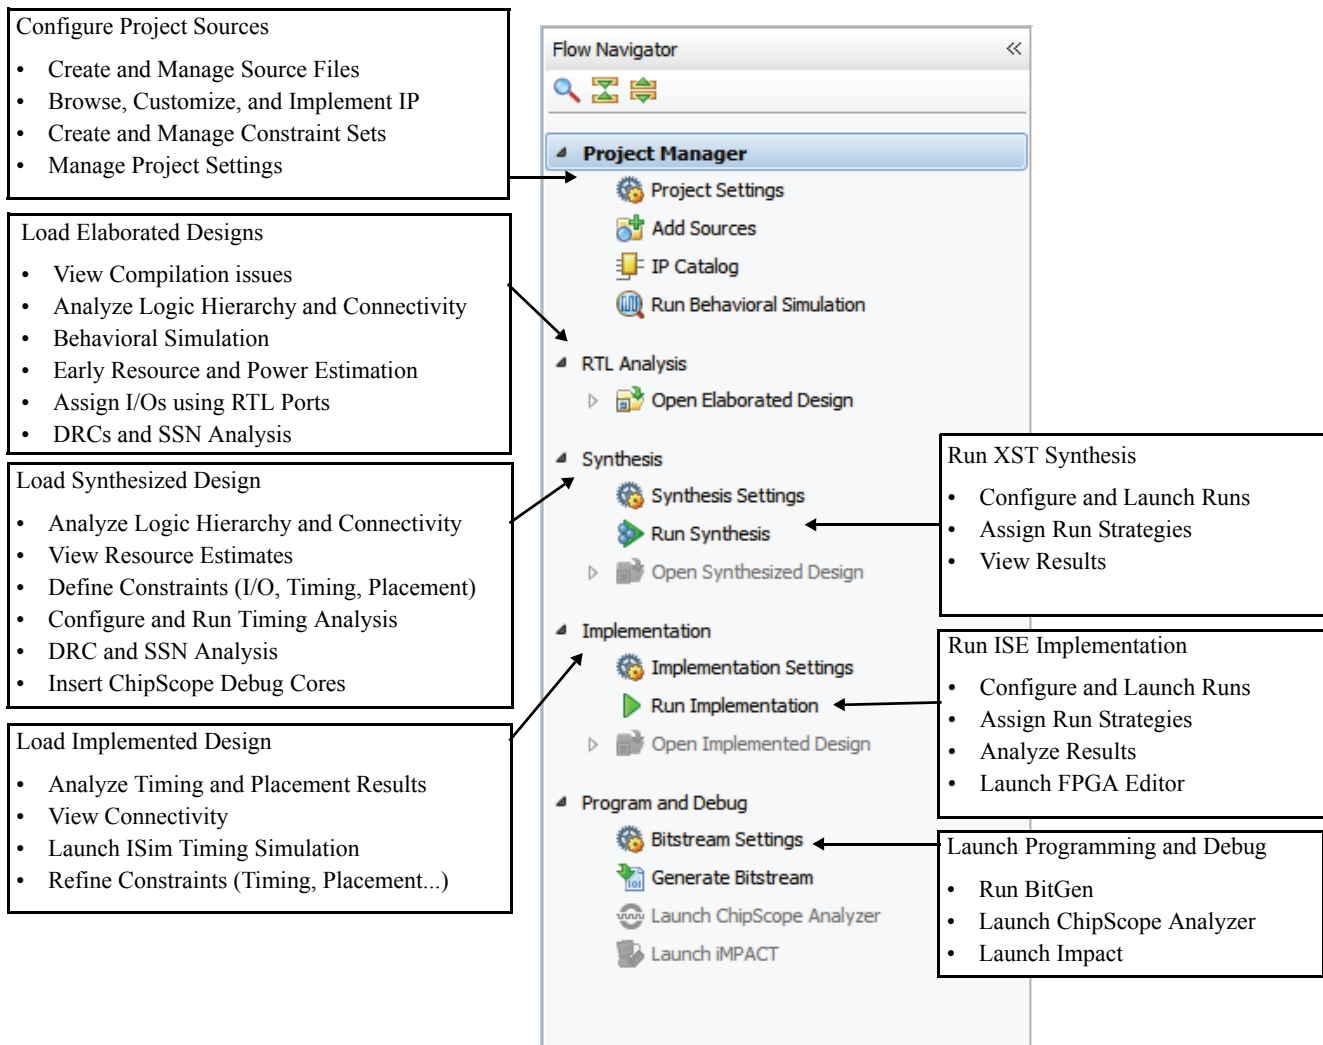 Configure Project Sources
• Create and Manage Source Files
• Browse, Customize, and Implement IP
• Create and Manage Constraint Sets
• Manage Project Settings
Load Elaborated Designs
• View Compilation issues
• Analyze Logic Hierarchy and Connectivity
• Behavioral Simulation
• Early Resource and Power Estimation
• Assign I/Os using RTL Ports
• DRCs and SSN Analysis
Load Synthesized Design
• Analyze Logic Hierarchy and Connectivity
• View Resource Estimates
• Define Constraints (I/O, Timing, Placement)
• Configure and Run Timing Analysis
• DRC and SSN Analysis
• Insert ChipScope Debug Cores
Load Implemented Design
• Analyze Timing and Placement Results
• View Connectivity
• Launch ISim Timing Simulation
• Refine Constraints (Timing, Placement...)
Flow Navigator
Project Manager
Project Settings
Add Sources
IP Catalog
Run Behavioral Simulation
RTL Analysis
Open Elaborated Design
Synthesis
Synthesis Settings
Run Synthesis
Open Synthesized Design
Implementation
Implementation Settings
Run Implementation
Open Implemented Design
Program and Debug
Bitstream Settings
Generate Bitstream
Launch ChipScope Analyzer
Launch iMPACT
Run XST Synthesis
• Configure and Launch Runs
• Assign Run Strategies
• View Results
Run ISE Implementation
• Configure and Launch Runs
• Assign Run Strategies
• Analyze Results
• Launch FPGA Editor
Launch Programming and Debug
• Run BitGen
• Launch ChipScope Analyzer
• Launch Impact